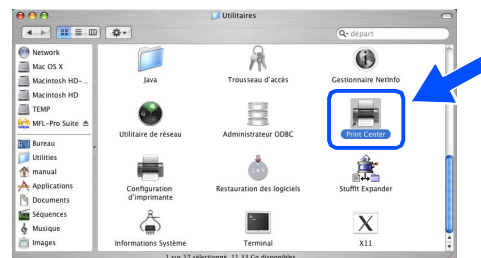 Utilitaires
départ
Network
Mac OS X
Macintosh HD-...
Macintosh HD
TEMP
MFL-Pro Suite
Bureau
Utilities
manual
Applications
Documents
Séquences
Musique
Images
Java
Trousseau d'accès
Gestionnaire NetInfo
Utilitaire de réseau
Administrateur ODBC
Print Center
Configuration
d'imprimante
Restauration des logiciels
StuffIt Expander
Informations Système
Terminal
X11
1 sur 27 sélectionné, 11,33 Go disponibles